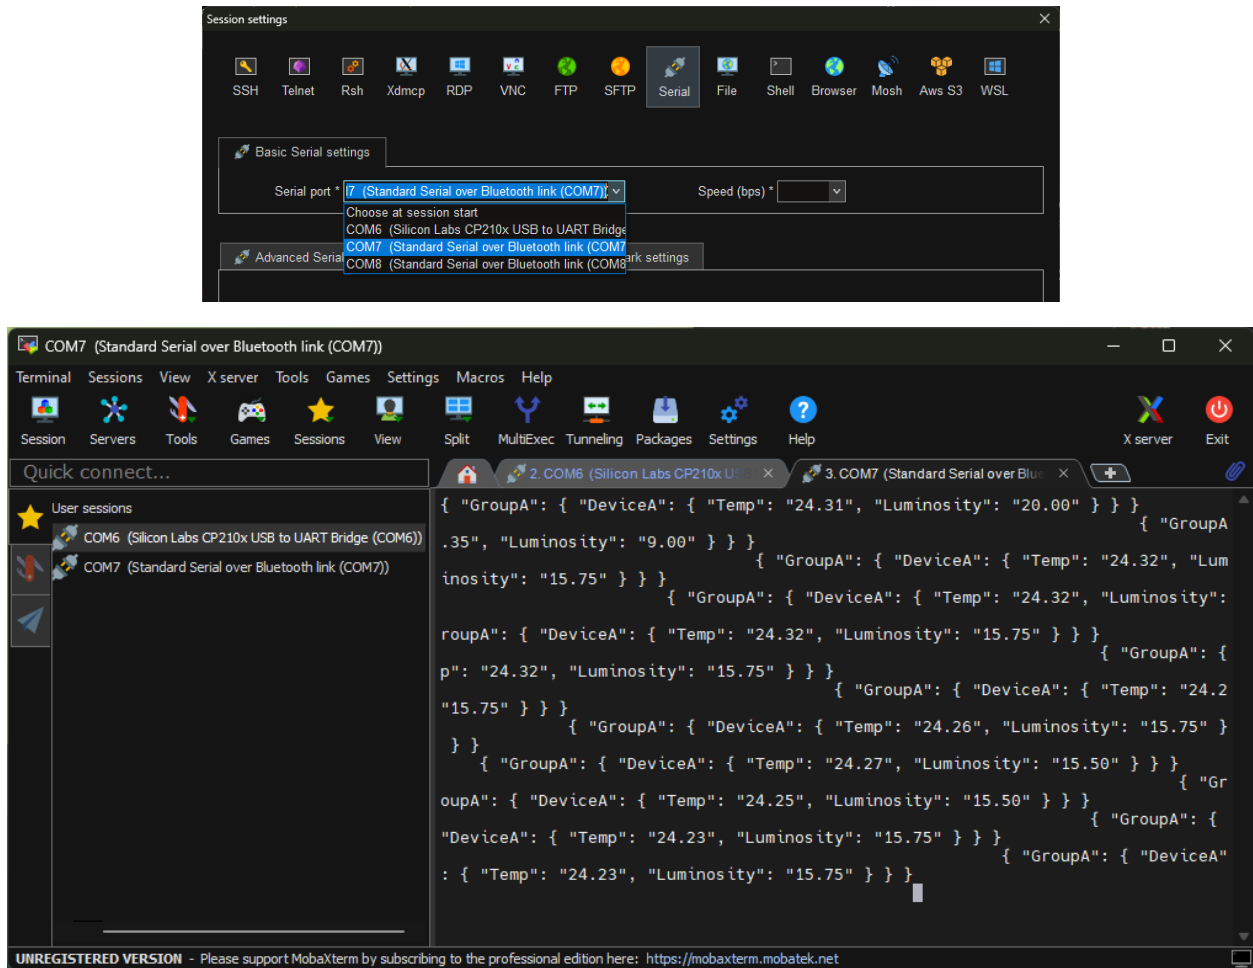 Session settings
SSH Telnet Rsh Xdmcp RDP VNC FTP SFTP Serial File Shell Browser Mosh Aws S3 WSL
Basic Serial settings
Serial port * 17 (Standard Serial over Bluetooth link (COM7)) Speed (bps) *
Choose at session start
COM6 (Silicon Labs CP210x USB to UART Bridge
COM7 (Standard Serial over Bluetooth link (COM7
COM8 (Standard Serial over Bluetooth link (COM8
Advanced Serial ark settings
COM7 (Standard Serial over Bluetooth link (COM7))
Terminal Sessions View X server Tools Games Settings Macros Help
Session Servers Tools Games Sessions View Split MultiExec Tunneling Packages Settings Help X server Exit
Quick connect...
2. COM6 (Silicon Labs CP210x US
3. COM7 (Standard Serial over Blue
User sessions
COM6 (Silicon Labs CP210x USB to UART Bridge (COM6))
COM7 (Standard Serial over Bluetooth link (COM7))
{ "GroupA": { "DeviceA": { "Temp": "24.31", "Luminosity": "20.00" } } }
{ "GroupA
.35", "Luminosity": "9.00" } } }
{ "GroupA": { "DeviceA": { "Temp": "24.32", "Lum
inosity": "15.75" } } }
{ "GroupA": { "DeviceA": { "Temp": "24.32", "Luminosity":
roupA": { "DeviceA": { "Temp": "24.32", "Luminosity": "15.75" } } }
{ "GroupA": {
p": "24.32", "Luminosity": "15.75" } } }
{ "GroupA": { "DeviceA": { "Temp": "24.2
"15.75" } } }
{ "GroupA": { "DeviceA": { "Temp": "24.26", "Luminosity": "15.75" }
} }
{ "GroupA": { "DeviceA": { "Temp": "24.27", "Luminosity": "15.50" } } }
{ "Gr
oupA": { "DeviceA": { "Temp": "24.25", "Luminosity": "15.50" } } }
{ "GroupA": {
"DeviceA": { "Temp": "24.23", "Luminosity": "15.75" } } }
{ "GroupA": { "DeviceA"
: { "Temp": "24.23", "Luminosity": "15.75" } } }
UNREGISTERED VERSION - Please support MobaXterm by subscribing to the professional edition here: https://mobaxterm.mobatek.net